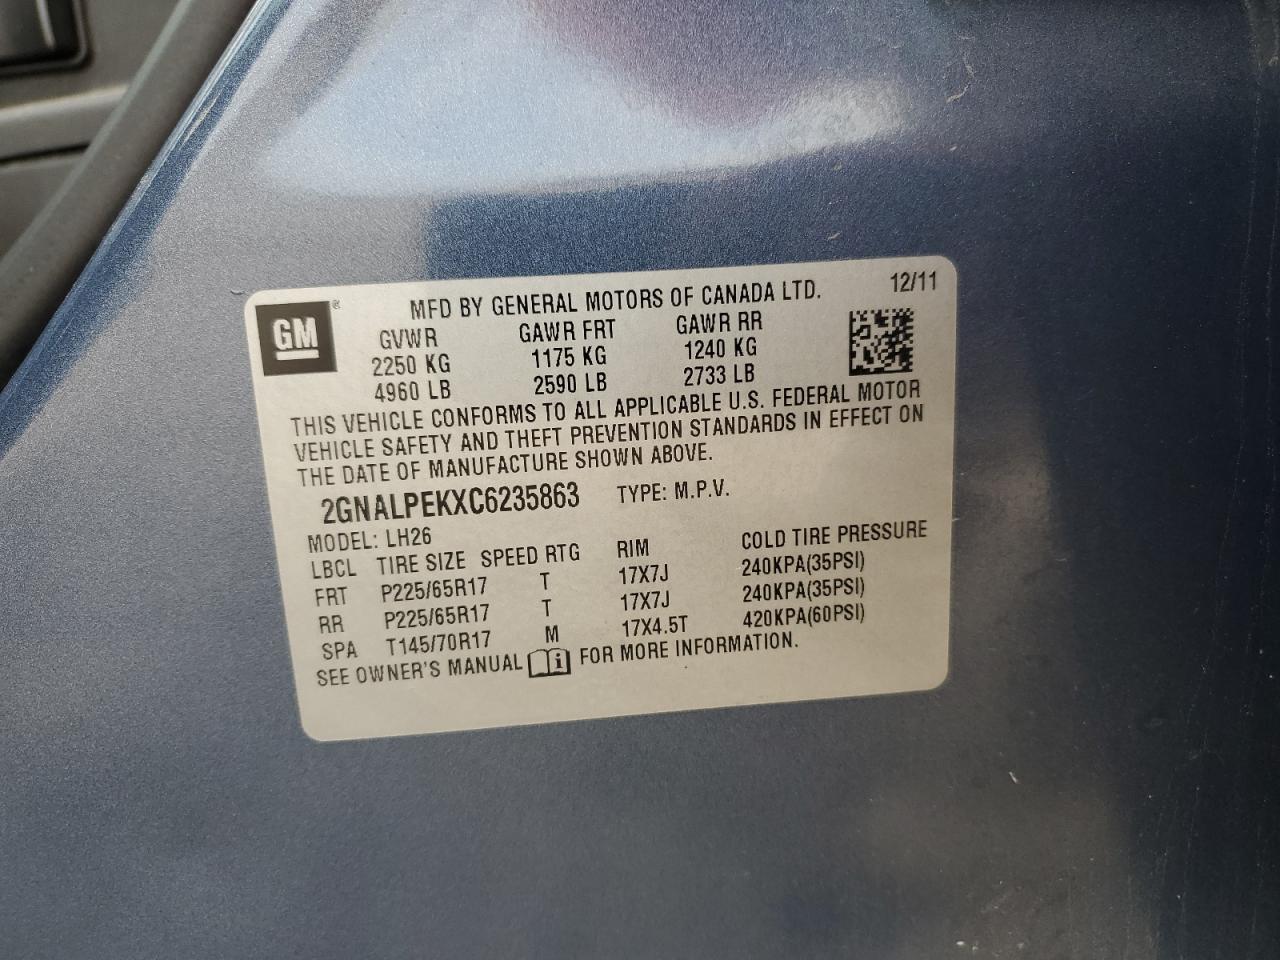 GM ®
MFD BY GENERAL MOTORS OF CANADA LTD. 12/11
GVWR GAWR FRT GAWR RR
2250 KG 1175 KG 1240 KG
4960 LB 2590 LB 2733 LB
THIS VEHICLE CONFORMS TO ALL APPLICABLE U.S. FEDERAL MOTOR
VEHICLE SAFETY AND THEFT PREVENTION STANDARDS IN EFFECT ON
THE DATE OF MANUFACTURE SHOWN ABOVE.
2GNALPEKXC6235863 TYPE: M.P.V.
MODEL: LH26
LBCL TIRE SIZE SPEED RTG RIM COLD TIRE PRESSURE
FRT P225/65R17 T 17X7J 240KPA(35PSI)
RR P225/65R17 T 17X7J 240KPA(35PSI)
SPA T145/70R17 M 17X4.5T 420KPA(60PSI)
SEE OWNER'S MANUAL i FOR MORE INFORMATION.